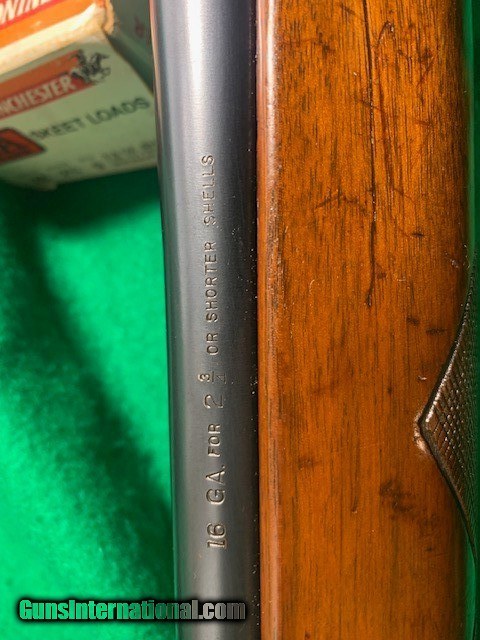 WINCHESTER
SKEET LOADS
16 GA. FOR 2 3/4 OR SHORTER SHELLS
GunsInternational.com